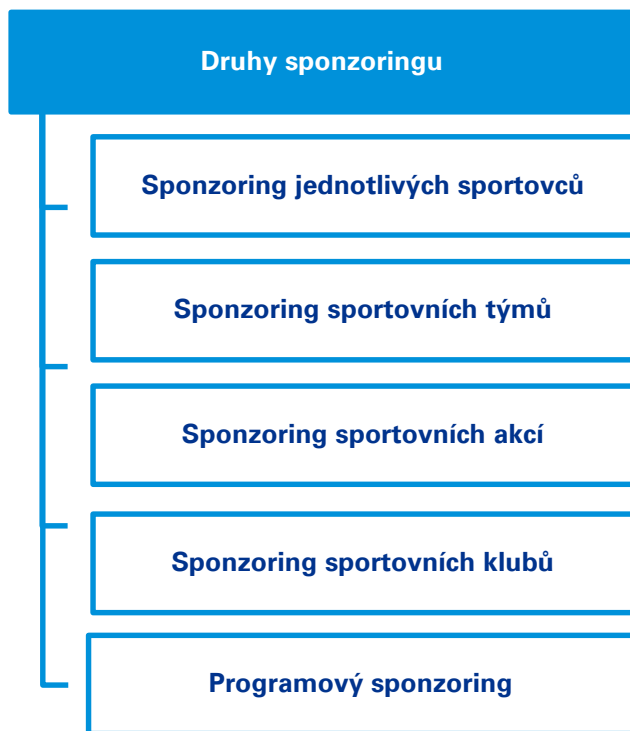 Druhy sponzoringu
Sponzoring jednotlivých sportovců
Sponzoring sportovních týmů
Sponzoring sportovních akcí
Sponzoring sportovních klubů
Programový sponzoring